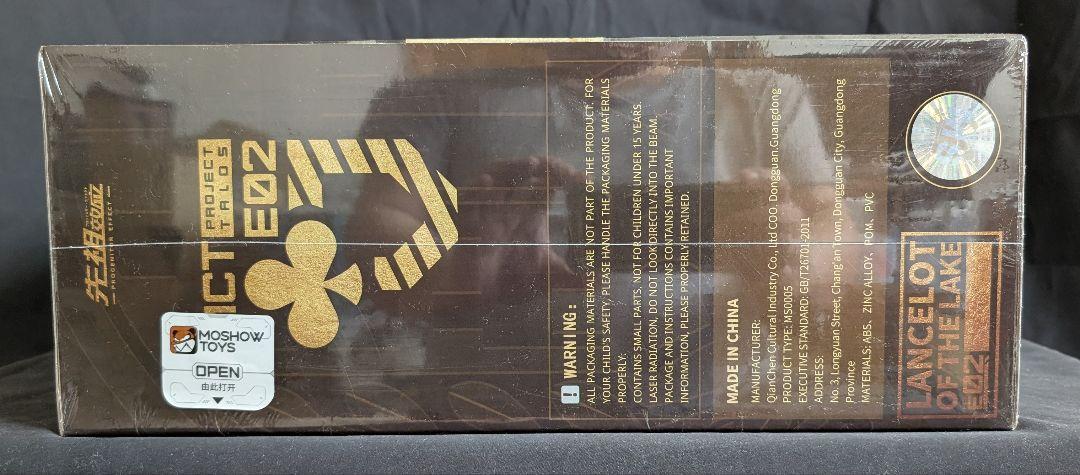 先祖效应
PROGENITOR EFFECT
ICT
PROJECT
TALOS
E02
MOSHOW
TOYS
OPEN
由此打开
! WARNING:
ALL PACKAGING MATERIALS ARE NOT PART OF THE PRODUCT. FOR
YOUR CHILD'S SAFETY, PLEASE HANDLE THE PACKAGING MATERIALS
PROPERLY.
CONTAINS SMALL PARTS, NOT FOR CHILDREN UNDER 15 YEARS.
LASER RADIATION, DO NOT LOOK DIRECTLY INTO THE BEAM.
PACKAGE AND INSTRUCTIONS CONTAINS IMPORTANT
INFORMATION, PLEASE PROPERLY RETAINED.
MADE IN CHINA
MANUFACTURER:
QianChen Cultural Industry Co., Ltd COO, Dongguan.Guangdong
PRODUCT TYPE: MS0005
EXECUTIVE STANDARD: GB/T26701-2011
ADDRESS:
No. 3, Longyuan Street, Chang'an Town, Dongguan City, Guangdong
Province
MATERIALS: ABS、ZINC ALLOY、POM、PVC
LANCELOT
OF THE LAKE
E02